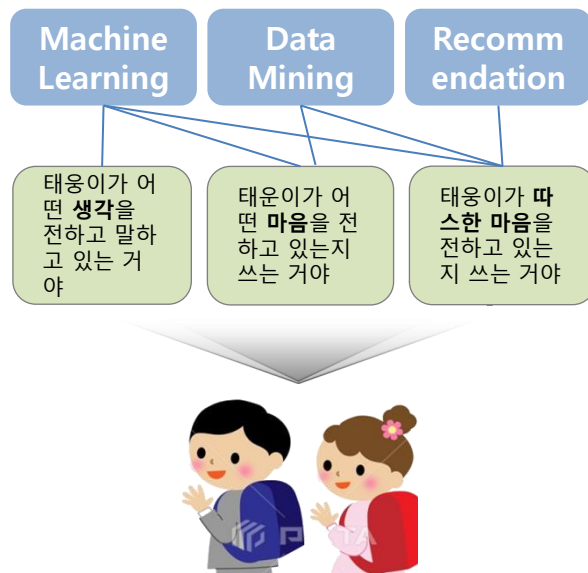 Machine
Learning
Data
Mining
Recomm
endation
태웅이가 어
떤 생각을
전하고 말하
고 있는 거
야
태운이가 어
떤 마음을 전
하고 있는지
쓰는 거야
태웅이가 따
스한 마음을
전하고 있는
지 쓰는 거야